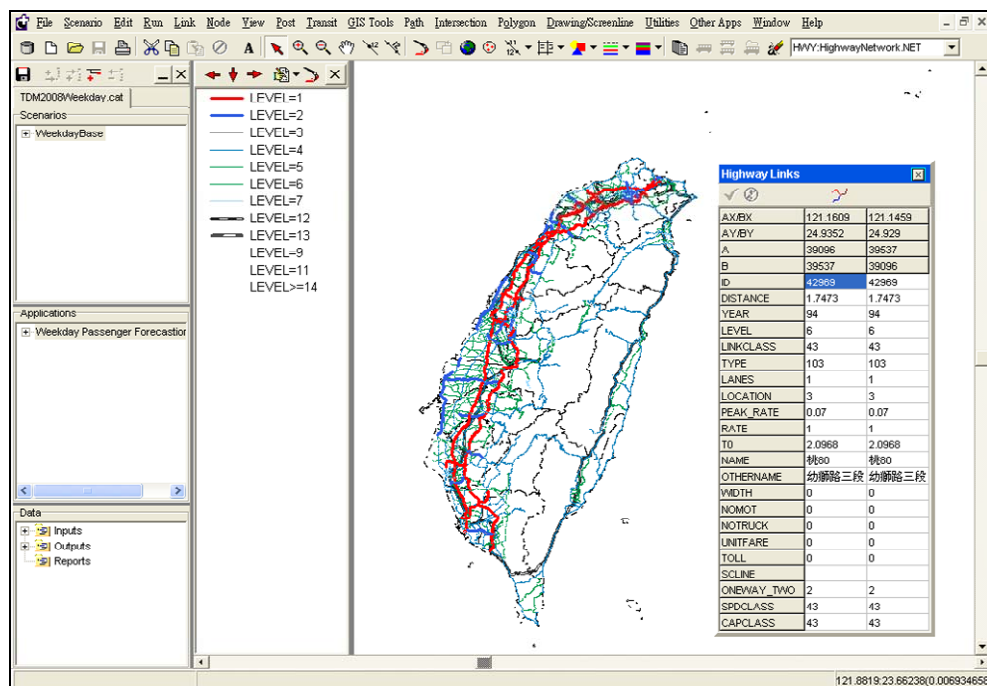 File Scenario Edit Run Link Node View Post Transit GIS Tools Path Intersection Polygon Drawing/Screenline Utilities Other Apps Window Help
A HWY:HighwayNetwork.NET
TDM2008Weekday.cat
Scenarios
WeekdayBase
Applications
Weekday Passenger Forecastior
Data
Inputs
Outputs
Reports
LEVEL=1
LEVEL=2
LEVEL=3
LEVEL=4
LEVEL=5
LEVEL=6
LEVEL=7
LEVEL=12
LEVEL=13
LEVEL=9
LEVEL=11
LEVEL>=14
Highway Links
AX/BX 121.1609 121.1459
AY/BY 24.9352 24.929
A 39096 39537
B 39537 39096
ID 42969 42969
DISTANCE 1.7473 1.7473
YEAR 94 94
LEVEL 6 6
LINKCLASS 43 43
TYPE 103 103
LANES 1 1
LOCATION 3 3
PEAK_RATE 0.07 0.07
RATE 1 1
T0 2.0968 2.0968
NAME 桃80 桃80
OTHERNAME 幼獅路三段 幼獅路三段
WIDTH 0 0
NOMOT 0 0
NOTRUCK 0 0
UNITFARE 0 0
TOLL 0 0
SCLINE
ONEWAY_TWO 2 2
SPDCLASS 43 43
CAPCLASS 43 43
121.8819:23.66238(0.006934658